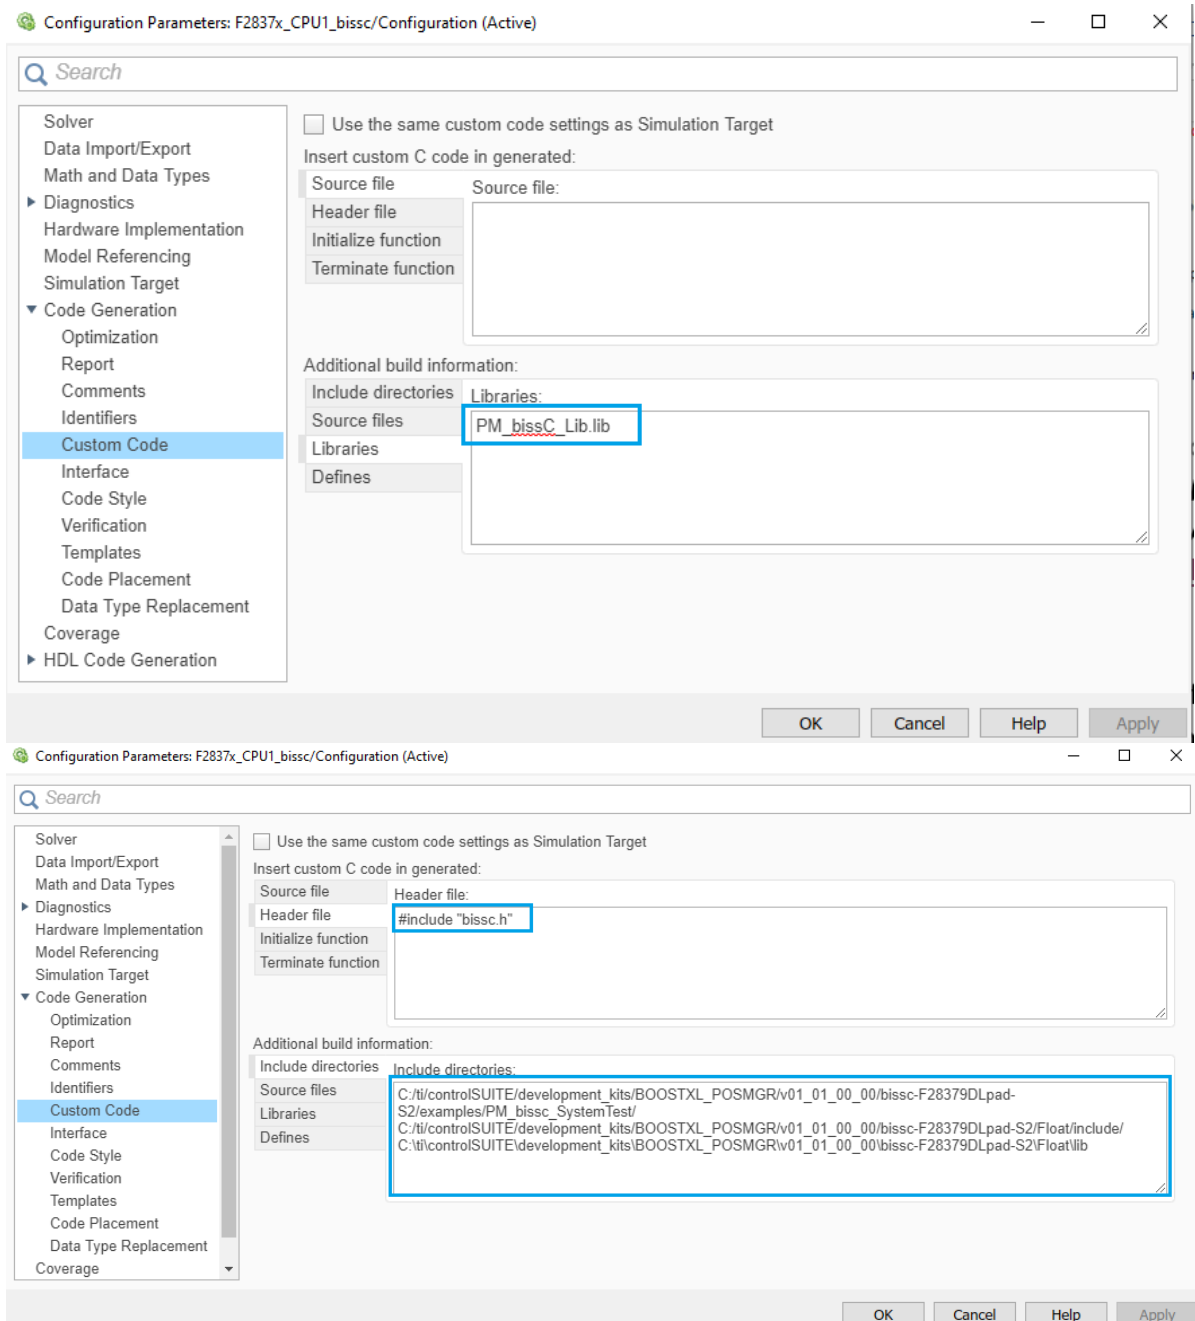 Configuration Parameters: F2837x_CPU1_bissc/Configuration (Active)
Search
Solver
Data Import/Export
Math and Data Types
Diagnostics
Hardware Implementation
Model Referencing
Simulation Target
Code Generation
Optimization
Report
Comments
Identifiers
Custom Code
Interface
Code Style
Verification
Templates
Code Placement
Data Type Replacement
Coverage
HDL Code Generation
Use the same custom code settings as Simulation Target
Insert custom C code in generated:
Source file
Header file
Initialize function
Terminate function
Source file:
Additional build information:
Include directories
Source files
Libraries
Defines
Libraries:
PM_bissC_Lib.lib
OK
Cancel
Help
Apply
Configuration Parameters: F2837x_CPU1_bissc/Configuration (Active)
Search
Solver
Data Import/Export
Math and Data Types
Diagnostics
Hardware Implementation
Model Referencing
Simulation Target
Code Generation
Optimization
Report
Comments
Identifiers
Custom Code
Interface
Code Style
Verification
Templates
Code Placement
Data Type Replacement
Coverage
Use the same custom code settings as Simulation Target
Insert custom C code in generated:
Source file
Header file
Initialize function
Terminate function
Header file:
#include "bissc.h"
Additional build information:
Include directories
Source files
Libraries
Defines
Include directories:
C:/ti/controlSUITE/development_kits/BOOSTXL_POSMGR/v01_01_00_00/bissc-F28379DLpad-
S2/examples/PM_bissc_SystemTest/
C:/ti/controlSUITE/development_kits/BOOSTXL_POSMGR/v01_01_00_00/bissc-F28379DLpad-S2/Float/include/
C:\ti\controlSUITE\development_kits\BOOSTXL_POSMGR\v01_01_00_00\bissc-F28379DLpad-S2\Float\lib
OK
Cancel
Help
Apply